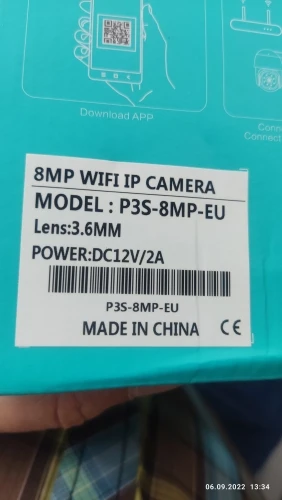 Download APP
Conn
Connect
8MP WIFI IP CAMERA
MODEL : P3S-8MP-EU
Lens:3.6MM
POWER:DC12V/2A
P3S-8MP-EU
MADE IN CHINA CE
06.09.2022 13:34